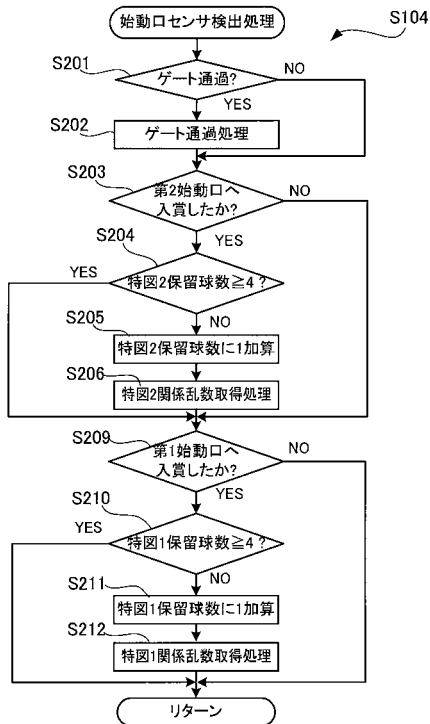 始動口センサ検出処理
S104
S201
ゲート通過?
NO
YES
S202
ゲート通過処理
S203
第2始動口へ
入賞したか?
NO
YES
S204
特図2保留球数≧4?
YES
NO
S205
特図2保留球数に1加算
S206
特図2関係乱数取得処理
S209
第1始動口へ
入賞したか?
NO
YES
S210
特図1保留球数≧4?
YES
NO
S211
特図1保留球数に1加算
S212
特図1関係乱数取得処理
リターン